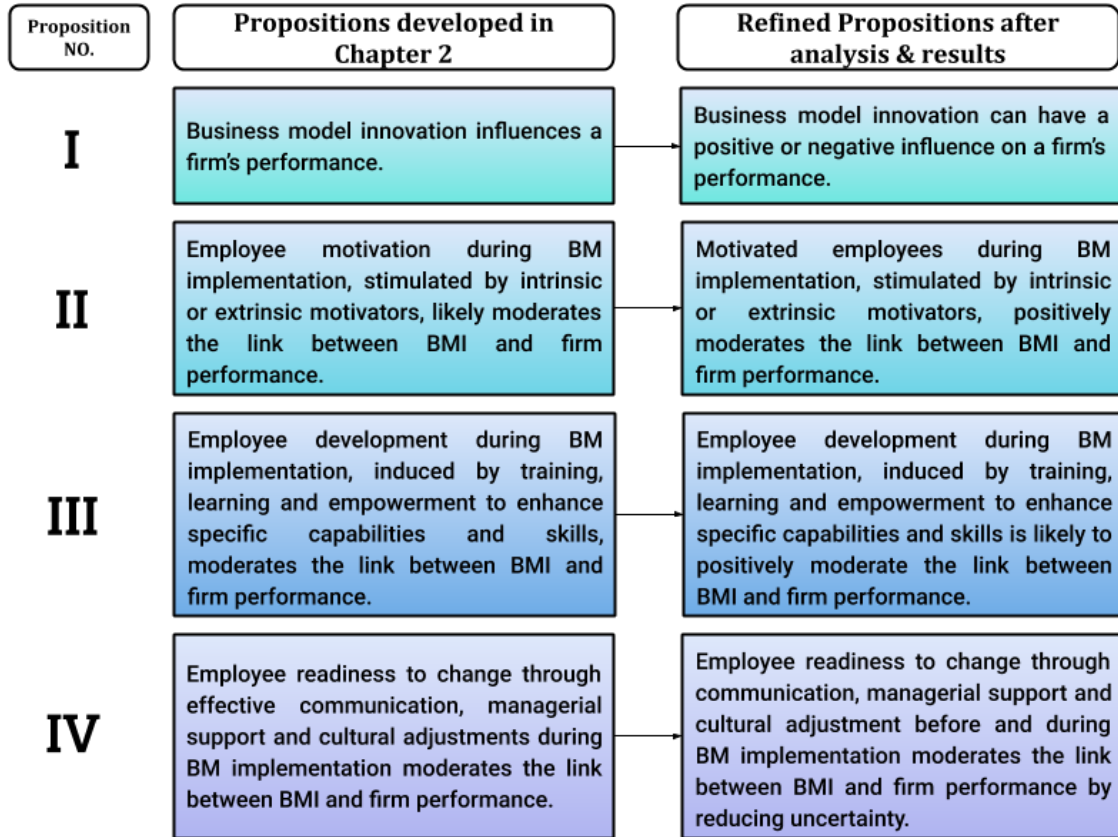 Proposition
NO.
Propositions developed in
Chapter 2
Refined Propositions after
analysis & results
I
Business model innovation influences a
firm's performance.
Business model innovation can have a
positive or negative influence on a firm's
performance.
II
Employee motivation during BM
implementation, stimulated by intrinsic
or extrinsic motivators, likely moderates
the link between BMI and firm
performance.
Motivated employees during BM
implementation, stimulated by intrinsic
or extrinsic motivators, positively
moderates the link between BMI and
firm performance.
III
Employee development during BM
implementation, induced by training,
learning and empowerment to enhance
specific capabilities and skills,
moderates the link between BMI and
firm performance.
Employee development during BM
implementation, induced by training,
learning and empowerment to enhance
specific capabilities and skills is likely to
positively moderate the link between
BMI and firm performance.
IV
Employee readiness to change through
effective communication, managerial
support and cultural adjustments during
BM implementation moderates the link
between BMI and firm performance.
Employee readiness to change through
communication, managerial support and
cultural adjustment before and during
BM implementation moderates the link
between BMI and firm performance by
reducing uncertainty.